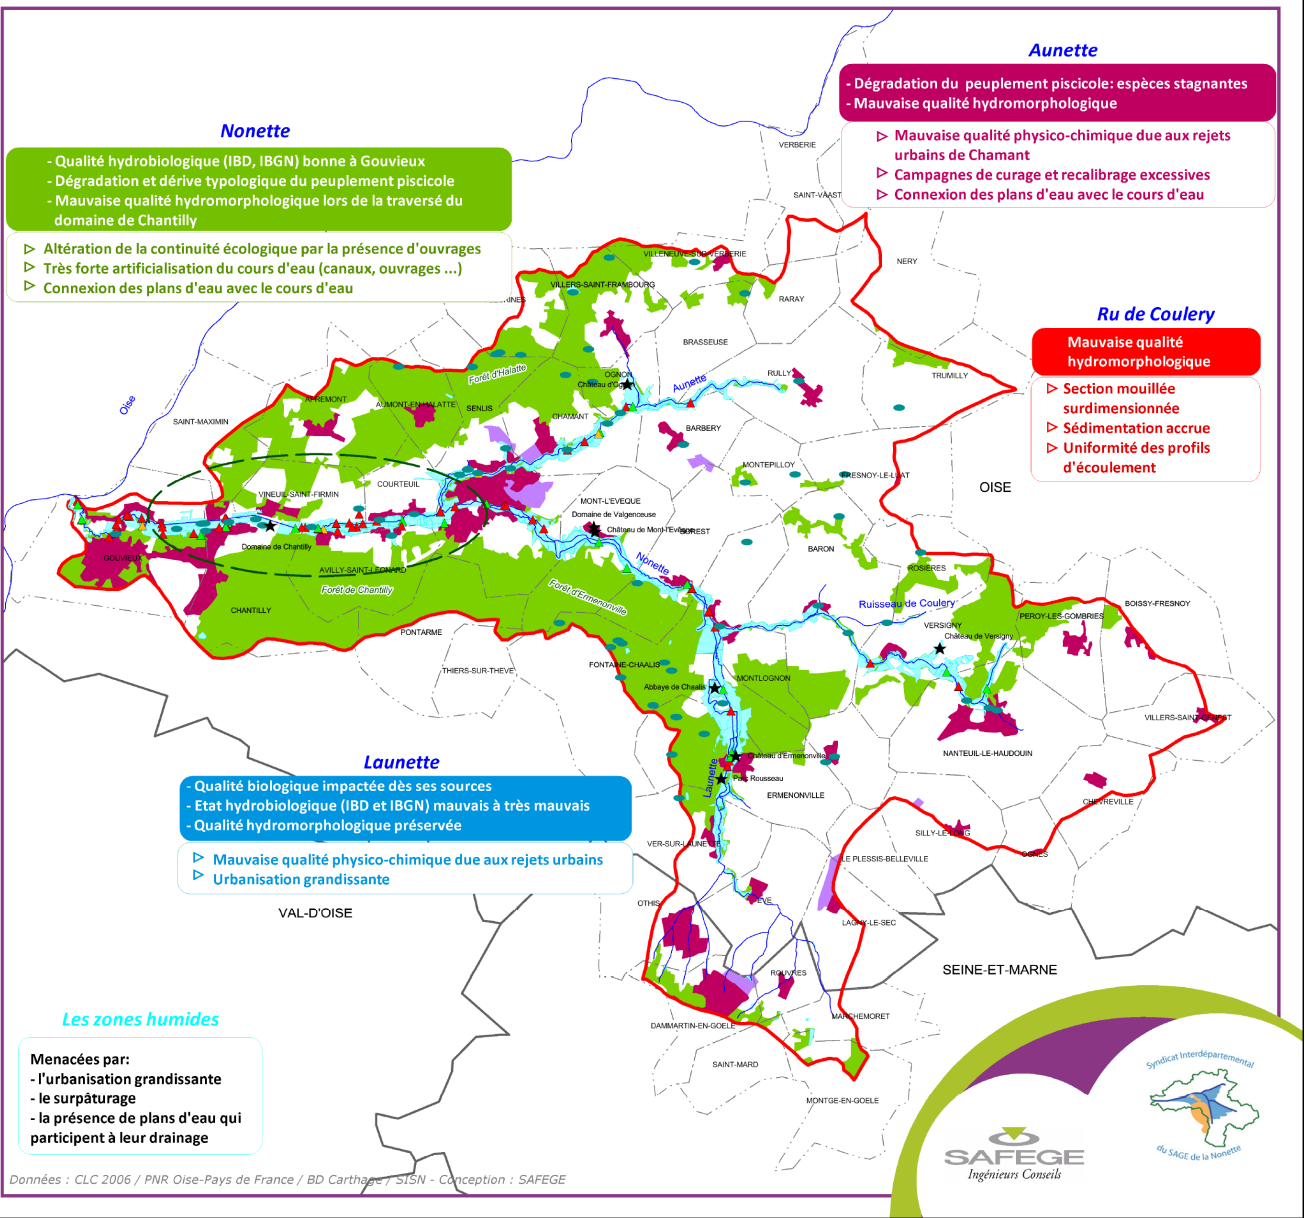 Aunette
- Dégradation du peuplement piscicole: espèces stagnantes
- Mauvaise qualité hydromorphologique
Mauvaise qualité physico-chimique due aux rejets
urbains de Chamant
Campagnes de curage et recalibrage excessives
Connexion des plans d'eau avec le cours d'eau
Nonette
- Qualité hydrobiologique (IBD, IBGN) bonne à Gouvieux
- Dégradation et dérive typologique du peuplement piscicole
- Mauvaise qualité hydromorphologique lors de la traversé du
domaine de Chantilly
Altération de la continuité écologique par la présence d'ouvrages
Très forte artificialisation du cours d'eau (canaux, ouvrages ...)
Connexion des plans d'eau avec le cours d'eau
Ru de Coulery
Mauvaise qualité
hydromorphologique
Section mouillée
surdimensionnée
Sédimentation accrue
Uniformité des profils
d'écoulement
VERBERIE
SAINT-VAAST
VILLENEUVE-SUR-VERBERIE
NERY
VILLERS-SAINT-FRAMBOURG
RARAY
BRASSEUSE
OGNON
Château d'Ognon
Aunette
RULLY
TRUMILLY
Forêt d'Halatte
Oise
APREMONT
AUMONT-EN-HALATTE
SENLIS
CHAMANT
BARBERY
SAINT-MAXIMIN
MONTEPILLOY
FRESNOY-LE-LUAT
OISE
COURTEUIL
VINEUIL-SAINT-FIRMIN
MONT-L'EVEQUE
Domaine de Valgenceuse
Château de Mont-l'Evêque
BOREST
Domaine de Chantilly
BARON
GOUVIEUX
Nonette
AVILLY-SAINT-LEONARD
Forêt de Chantilly
Forêt d'Ermenonville
ROSIERES
CHANTILLY
Ruisseau de Coulery
BOISSY-FRESNOY
PEROY-LES-GOMBRIES
VERSIGNY
Château de Versigny
PONTARME
THIERS-SUR-THEVE
FONTAINE-CHAALIS
MONTLOGNON
Abbaye de Chaalis
VILLERS-SAINT-GENEST
NANTEUIL-LE-HAUDOUIN
Château d'Ermenonville
Launette
Parc Rousseau
ERMENONVILLE
CHEVREVILLE
SILLY-LE-LONG
OGNES
Launette
- Qualité biologique impactée dès ses sources
- Etat hydrobiologique (IBD et IBGN) mauvais à très mauvais
- Qualité hydromorphologique préservée
Mauvaise qualité physico-chimique due aux rejets urbains
Urbanisation grandissante
VER-SUR-LAUNETTE
LE PLESSIS-BELLEVILLE
EVE
OTHIS
LAGNY-LE-SEC
VAL-D'OISE
SEINE-ET-MARNE
ROUVRES
MARCHEMORET
DAMMARTIN-EN-GOELE
SAINT-MARD
MONTGE-EN-GOELE
Les zones humides
Menacées par:
- l'urbanisation grandissante
- le surpâturage
- la présence de plans d'eau qui
participent à leur drainage
Données : CLC 2006 / PNR Oise-Pays de France / BD Carthage / SISN - Conception : SAFEGE
SAFEGE
Ingénieurs Conseils
Syndicat Interdépartemental
du SAGE de la Nonette